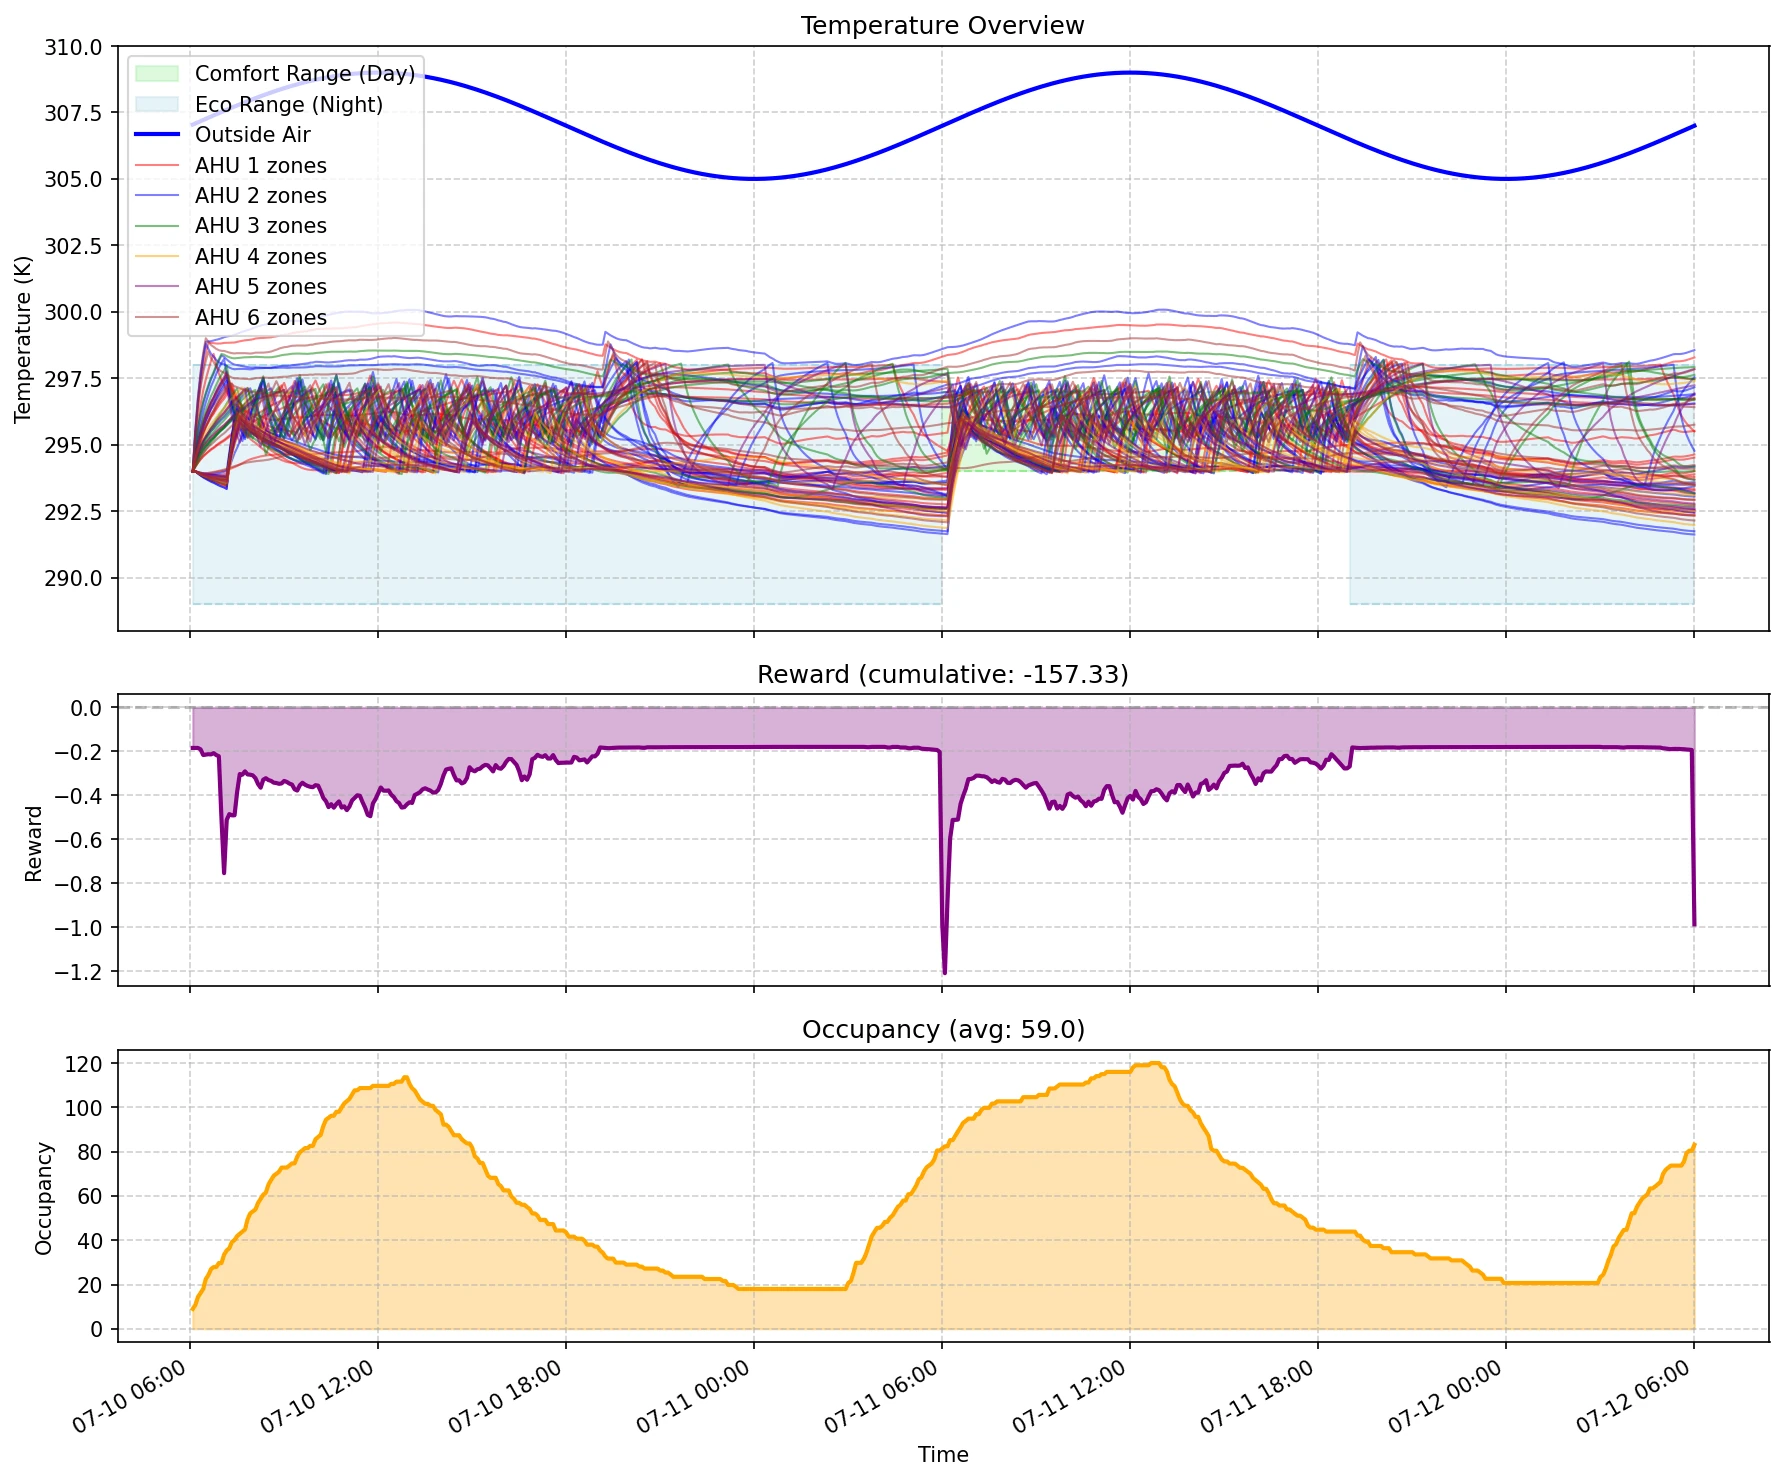 Temperature Overview
310.0
307.5
305.0
302.5
300.0
297.5
295.0
292.5
290.0
Temperature (K)
Comfort Range (Day)
Eco Range (Night)
Outside Air
AHU 1 zones
AHU 2 zones
AHU 3 zones
AHU 4 zones
AHU 5 zones
AHU 6 zones
Reward (cumulative: -157.33)
0.0
−0.2
−0.4
−0.6
−0.8
−1.0
−1.2
Reward
Occupancy (avg: 59.0)
120
100
80
60
40
20
0
Occupancy
07-10 06:00
07-10 12:00
07-10 18:00
07-11 00:00
07-11 06:00
07-11 12:00
07-11 18:00
07-12 00:00
07-12 06:00
Time